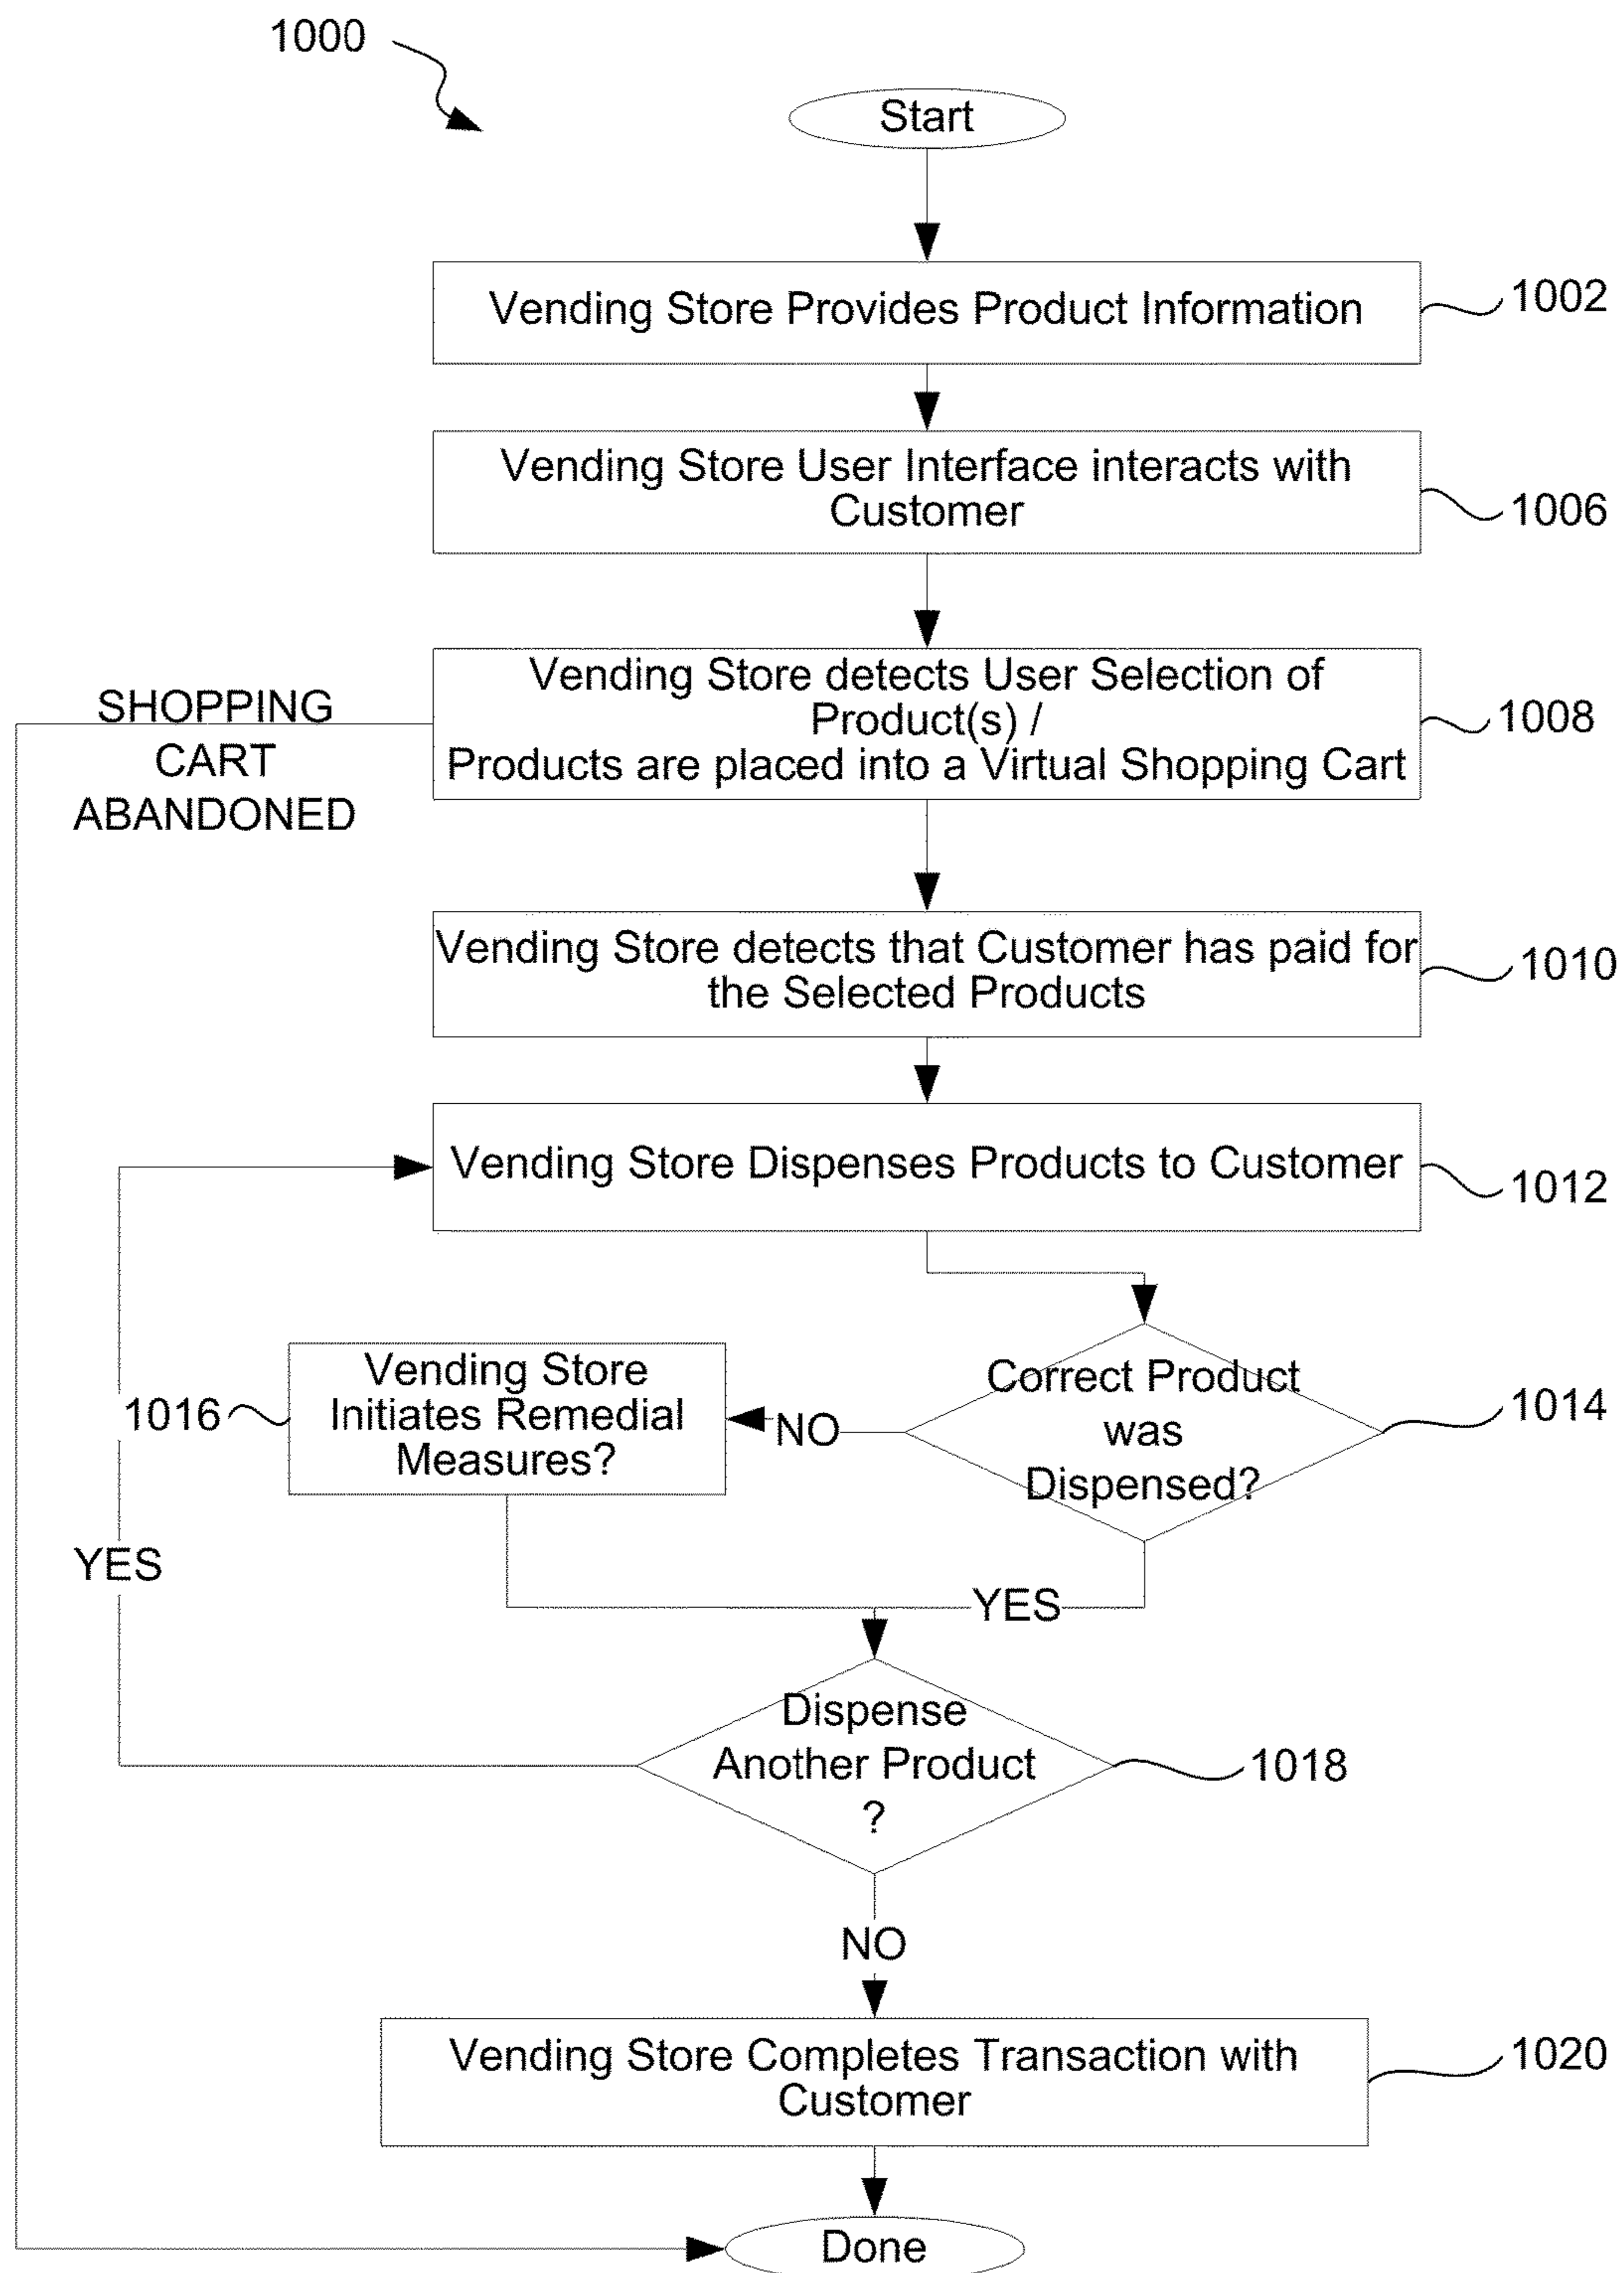 1000
Start
Vending Store Provides Product Information
1002
Vending Store User Interface interacts with
Customer
1006
Vending Store detects User Selection of
Product(s) /
Products are placed into a Virtual Shopping Cart
1008
SHOPPING
CART
ABANDONED
Vending Store detects that Customer has paid for
the Selected Products
1010
Vending Store Dispenses Products to Customer
1012
Correct Product
was
Dispensed?
1014
NO
Vending Store
Initiates Remedial
Measures?
1016
YES
YES
Dispense
Another Product
?
1018
NO
Vending Store Completes Transaction with
Customer
1020
Done